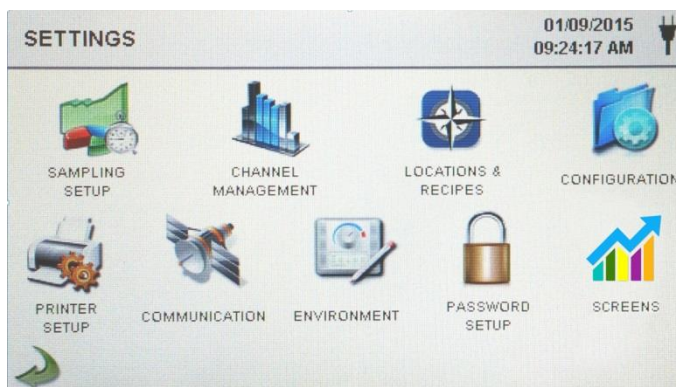 SETTINGS
01/09/2015
09:24:17 AM
SAMPLING
SETUP
CHANNEL
MANAGEMENT
LOCATIONS &
RECIPES
CONFIGURATION
PRINTER
SETUP
COMMUNICATION
ENVIRONMENT
PASSWORD
SETUP
SCREENS